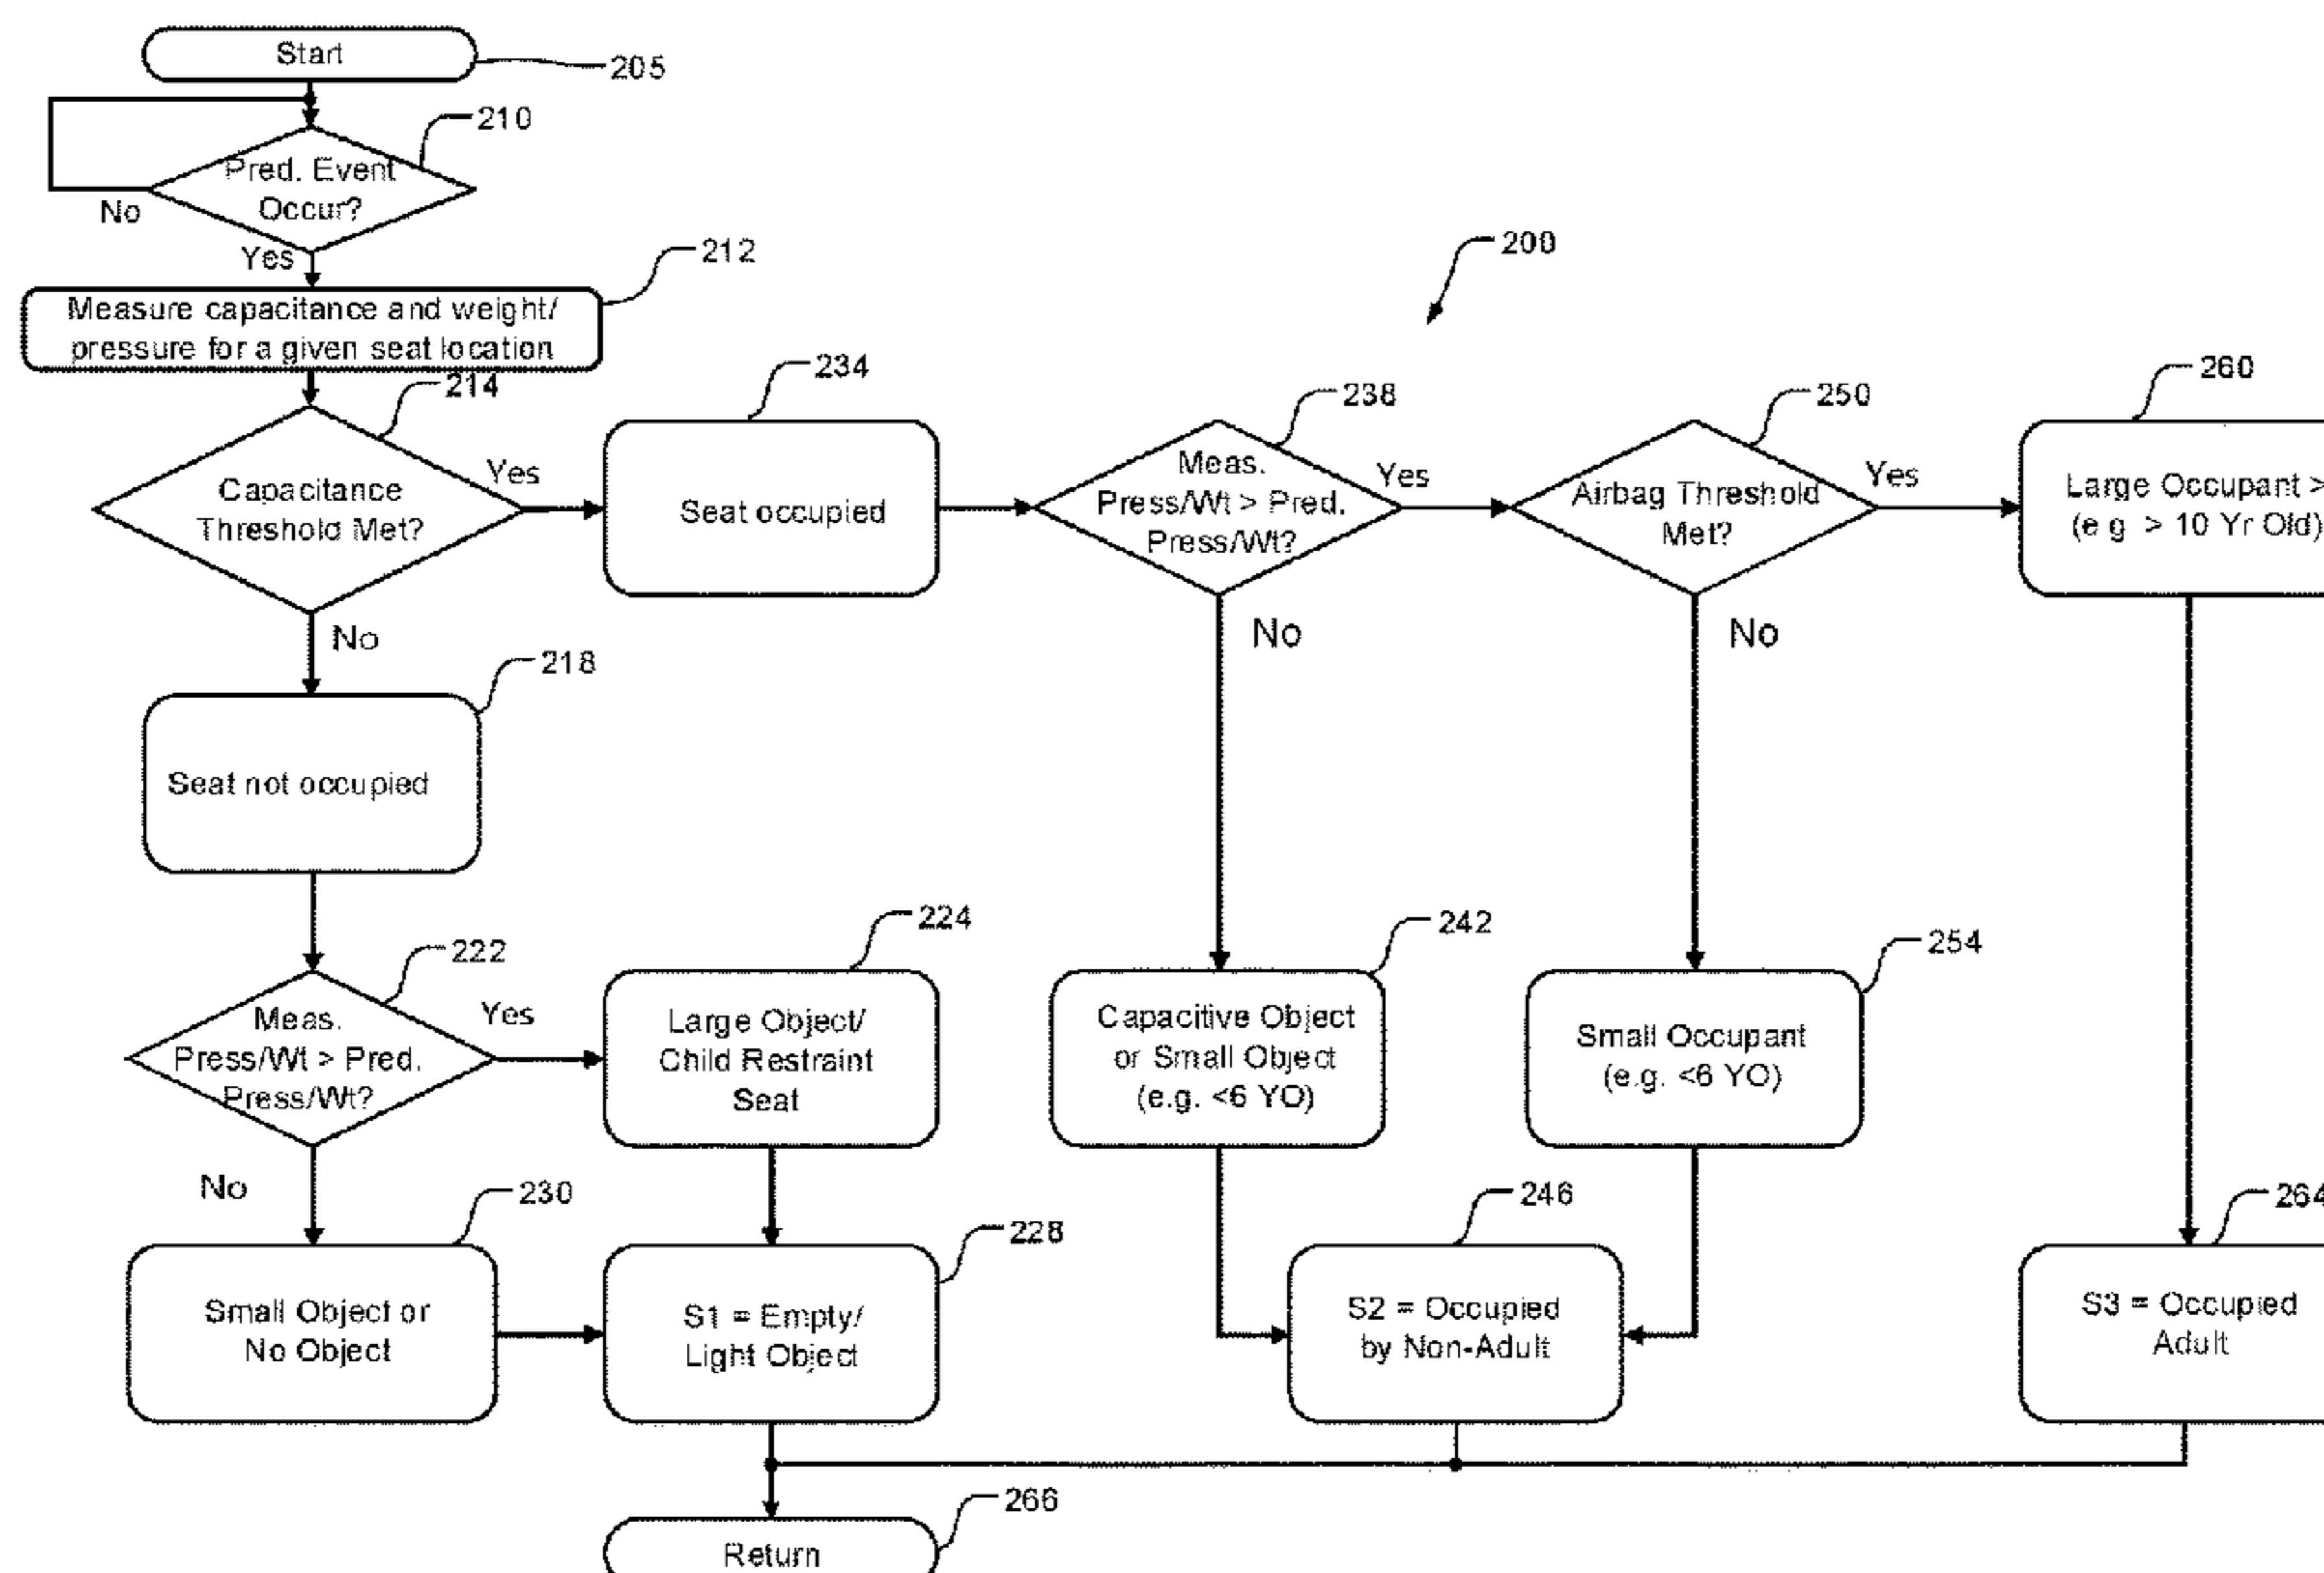 Start
205
210
Pred. Event
Occur?
No
Yes
212
Measure capacitance and weight/
pressure for a given seat location
200
214
Capacitance
Threshold Met?
Yes
No
234
Seat occupied
238
Meas.
Press/Wt > Pred.
Press/Wt?
Yes
No
250
Airbag Threshold
Met?
Yes
No
260
Large Occupant >
(e g > 10 Yr Old)
218
Seat not occupied
222
Meas.
Press/Wt > Pred.
Press/Wt?
Yes
No
224
Large Object/
Child Restraint
Seat
242
Capacitive Object
or Small Object
(e.g. <6 YO)
254
Small Occupant
(e.g. <6 YO)
230
Small Object or
No Object
228
S1 = Empty/
Light Object
246
S2 = Occupied
by Non-Adult
264
S3 = Occupied
Adult
266
Return